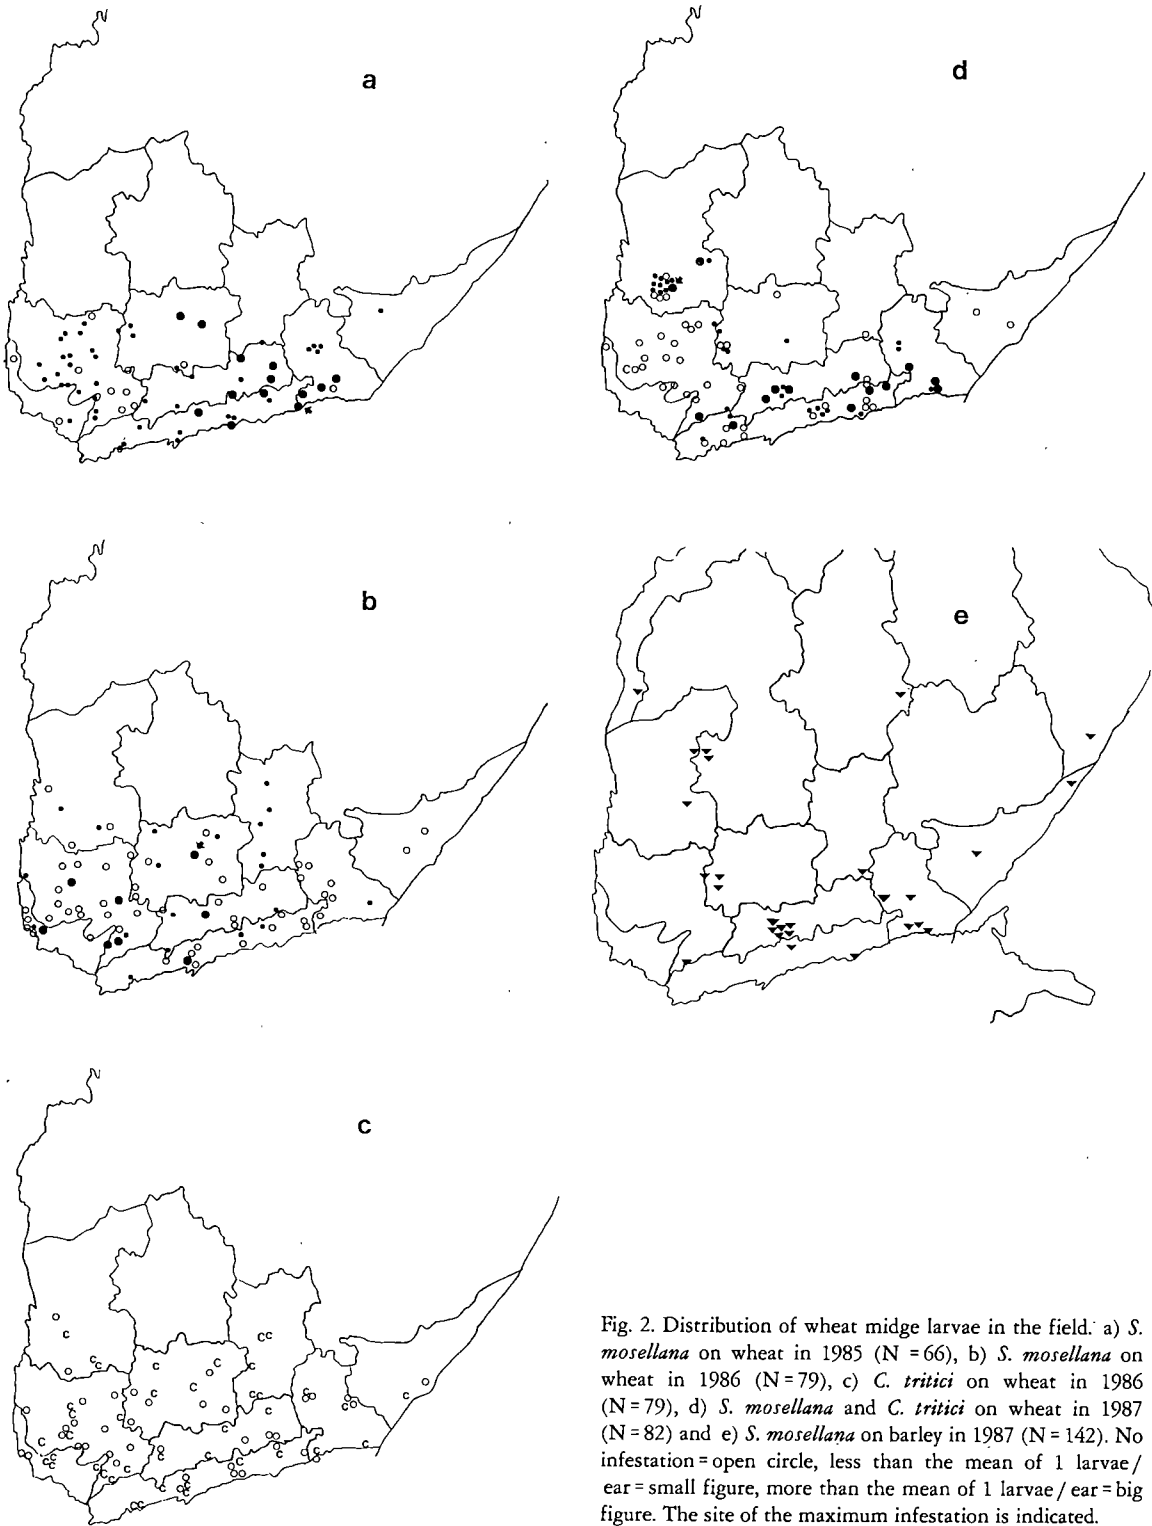 a
d
b
e
c
Fig. 2. Distribution of wheat midge larvae in the field. a) S.
mosellana on wheat in 1985 (N = 66), b) S. mosellana on
wheat in 1986 (N = 79), c) C. tritici on wheat in 1986
(N = 79), d) S. mosellana and C. tritici on wheat in 1987
(N = 82) and e) S. mosellana on barley in 1987 (N = 142). No
infestation = open circle, less than the mean of 1 larvae /
ear = small figure, more than the mean of 1 larvae / ear = big
figure. The site of the maximum infestation is indicated.